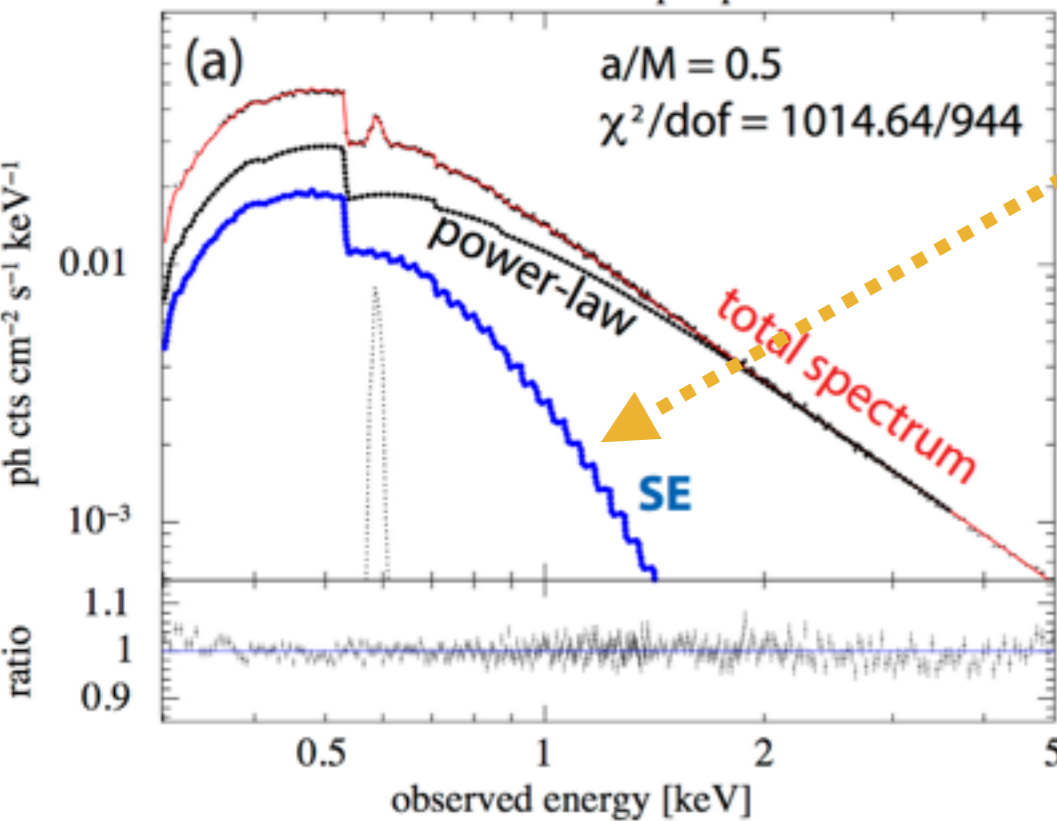 (a)
a/M = 0.5
χ²/dof = 1014.64/944
ph cts cm⁻² s⁻¹ keV⁻¹
0.01
10⁻³
power-law
total spectrum
SE
ratio
1.1
1
0.9
0.5
1
2
5
observed energy [keV]